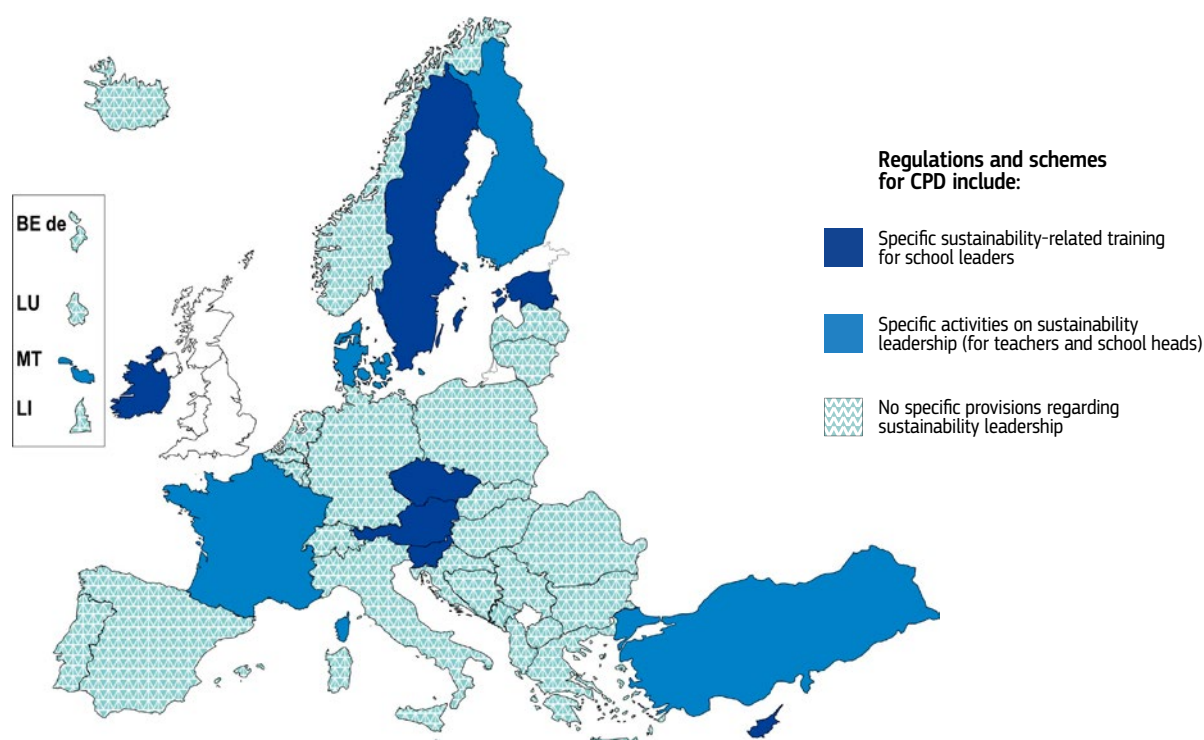 BE de
LU
MT
LI
Regulations and schemes
for CPD include:
Specific sustainability-related training
for school leaders
Specific activities on sustainability
leadership (for teachers and school heads)
No specific provisions regarding
sustainability leadership